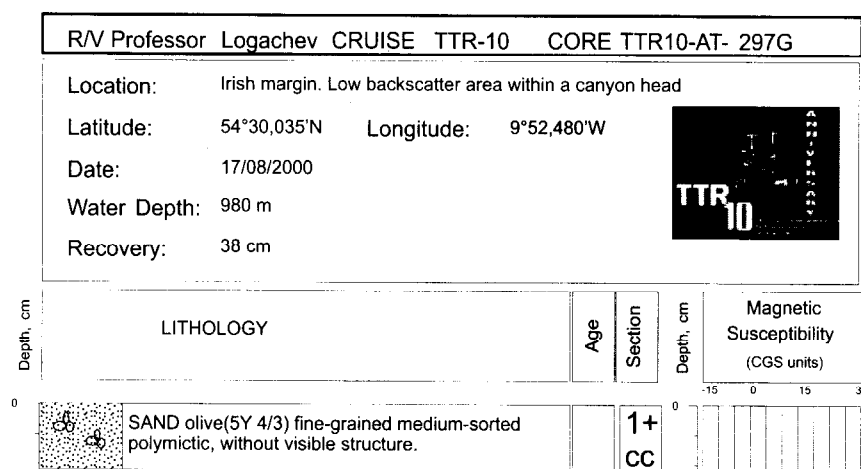 R/V Professor Logachev CRUISE TTR-10 CORE TTR10-AT- 297G
Location: Irish margin. Low backscatter area within a canyon head
Latitude: 54°30,035'N Longitude: 9°52,480'W
Date: 17/08/2000
Water Depth: 980 m
Recovery: 38 cm
TTR
10
ANNIVERSARY
Depth, cm
LITHOLOGY
Age
Section
Depth, cm
Magnetic
Susceptibility
(CGS units)
-15 0 15 3
0
SAND olive(5Y 4/3) fine-grained medium-sorted
polymictic, without visible structure.
1+
CC
0